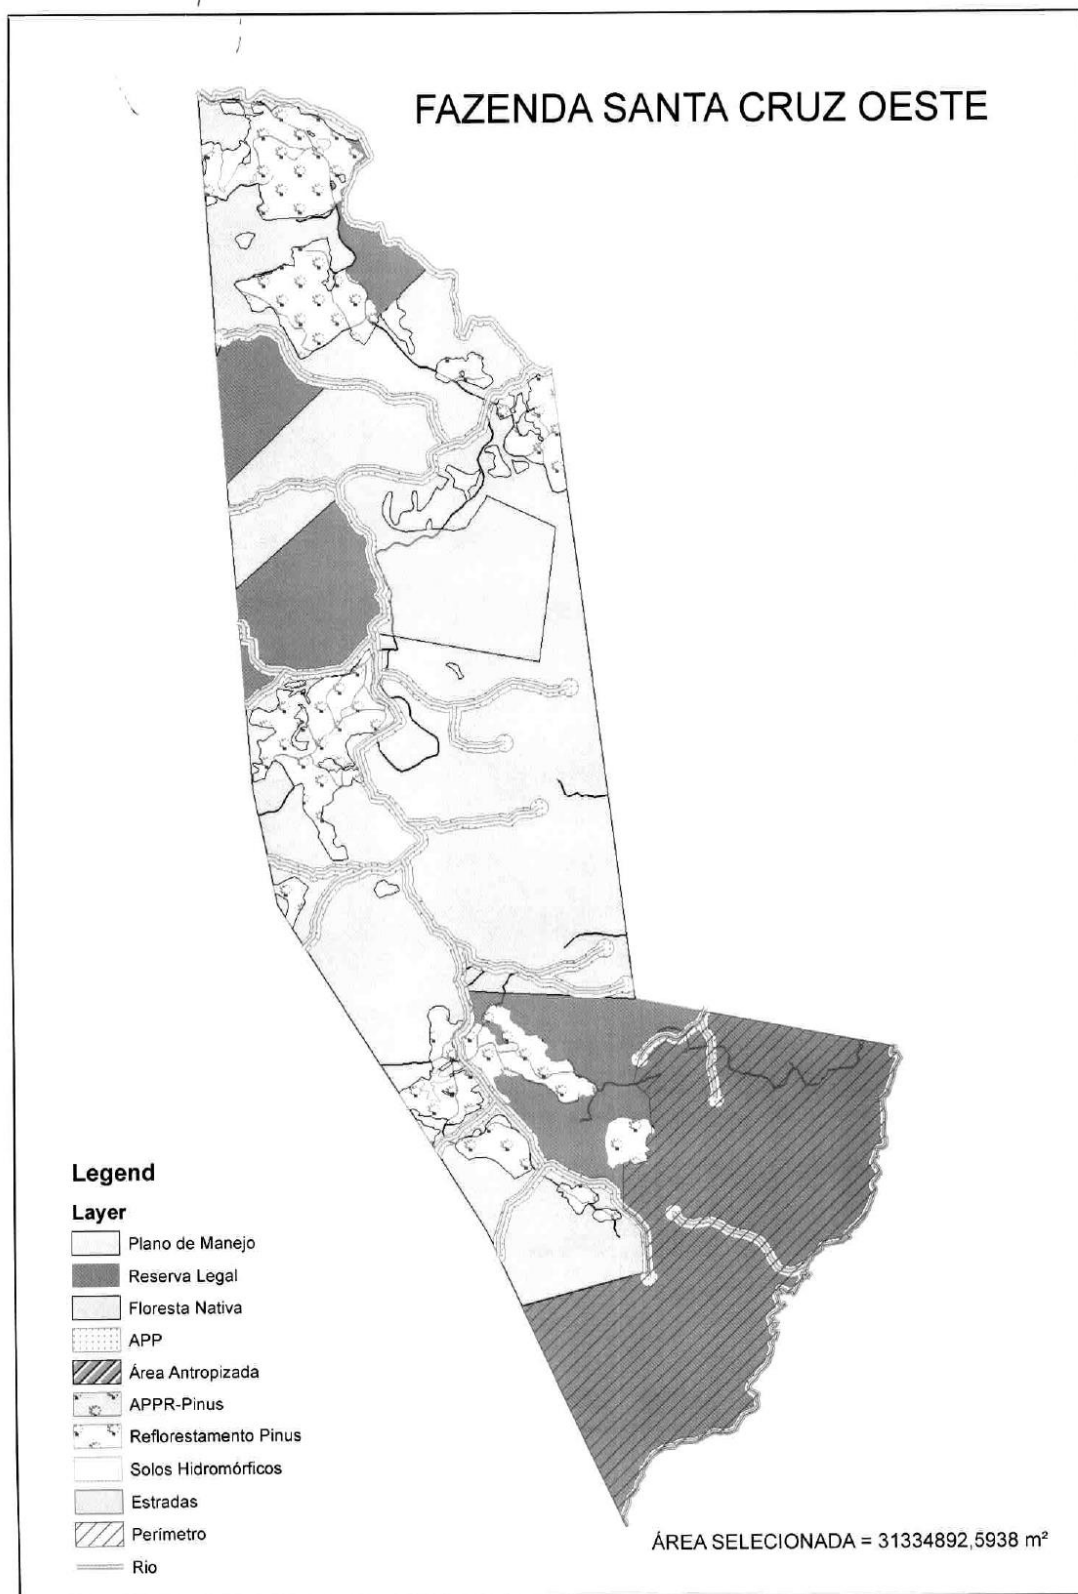 FAZENDA SANTA CRUZ OESTE
Legend
Layer
Plano de Manejo
Reserva Legal
Floresta Nativa
APP
Área Antropizada
APPR-Pinus
Reflorestamento Pinus
Solos Hidromórficos
Estradas
Perímetro
Rio
ÁREA SELECIONADA = 31334892,5938 m²